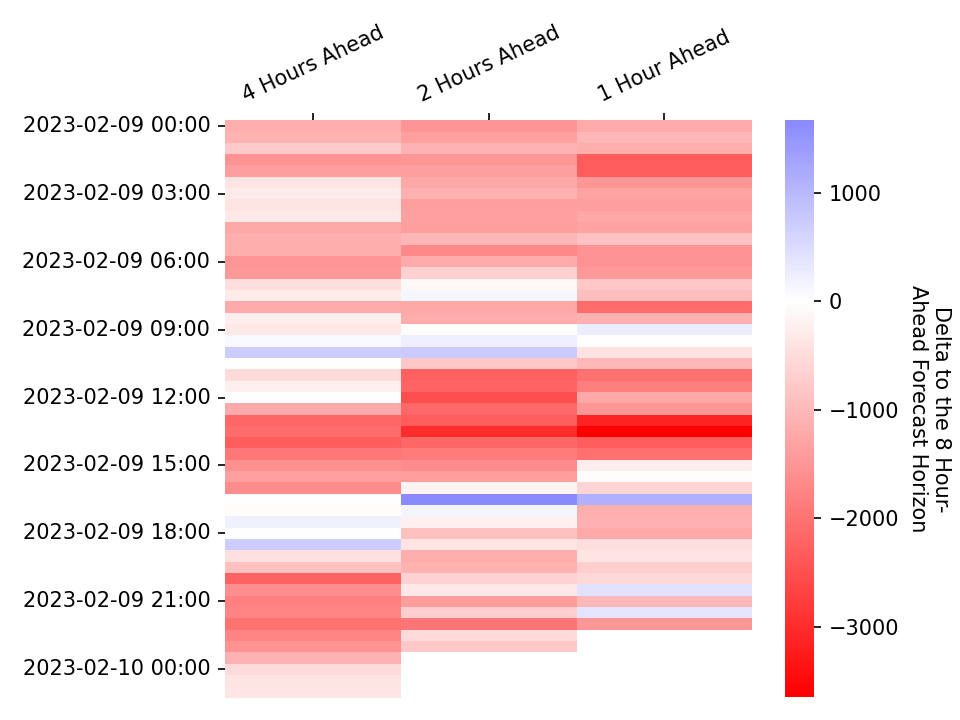 4 Hours Ahead
2 Hours Ahead
1 Hour Ahead
2023-02-09 00:00
2023-02-09 03:00
2023-02-09 06:00
2023-02-09 09:00
2023-02-09 12:00
2023-02-09 15:00
2023-02-09 18:00
2023-02-09 21:00
2023-02-10 00:00
1000
0
−1000
−2000
−3000
Delta to the 8 Hour-
Ahead Forecast Horizon